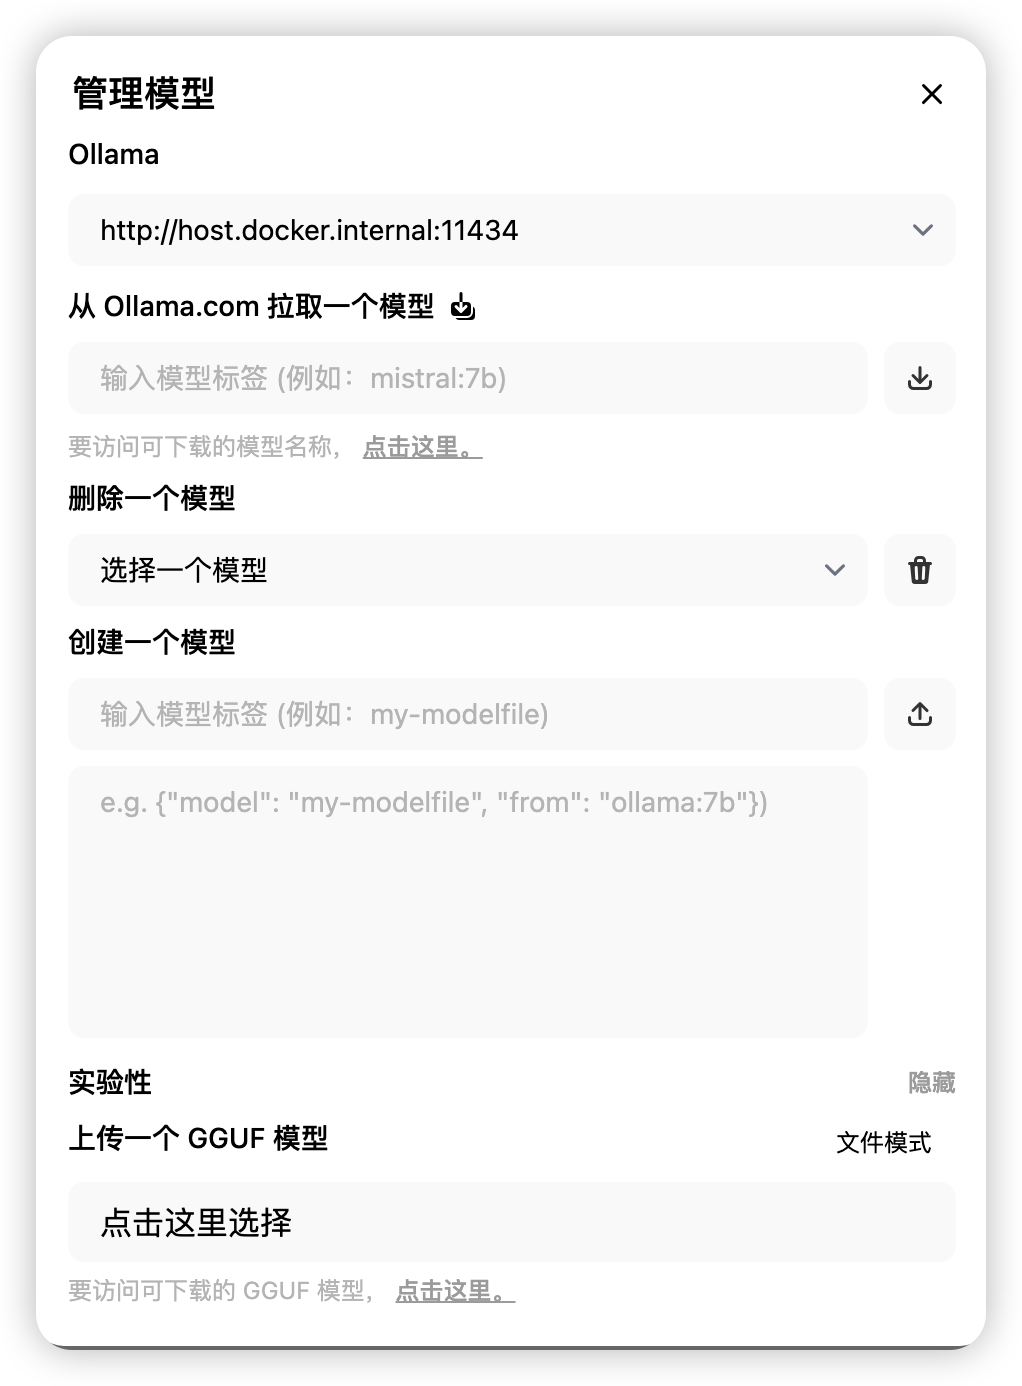 管理模型
Ollama
http://host.docker.internal:11434
从 Ollama.com 拉取一个模型
输入模型标签 (例如：mistral:7b)
要访问可下载的模型名称， 点击这里。
删除一个模型
选择一个模型
创建一个模型
输入模型标签 (例如：my-modelfile)
e.g. {"model": "my-modelfile", "from": "ollama:7b"})
实验性 隐藏
上传一个 GGUF 模型 文件模式
点击这里选择
要访问可下载的 GGUF 模型， 点击这里。